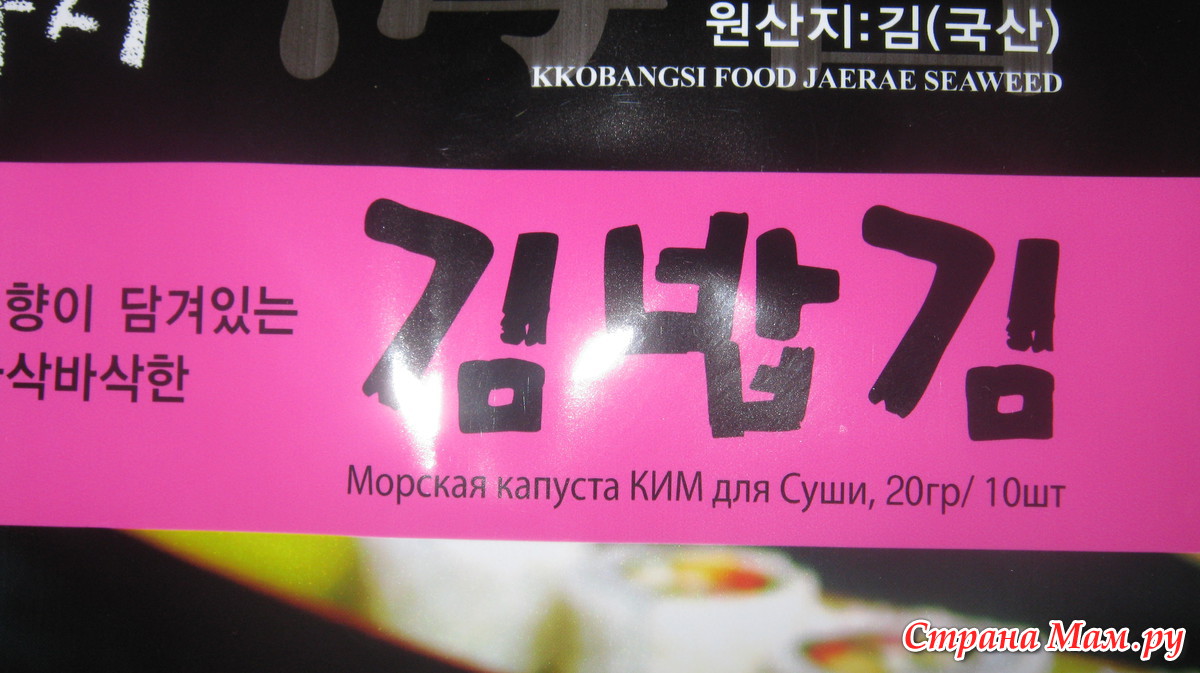 원산지:김(국산)
KKOBANGSI FOOD JAERAE SEAWEED
향이 담겨있는
삭바삭한
김밥김
Морская капуста КИМ для Суши, 20гр/ 10шт
Страна Мам.ру